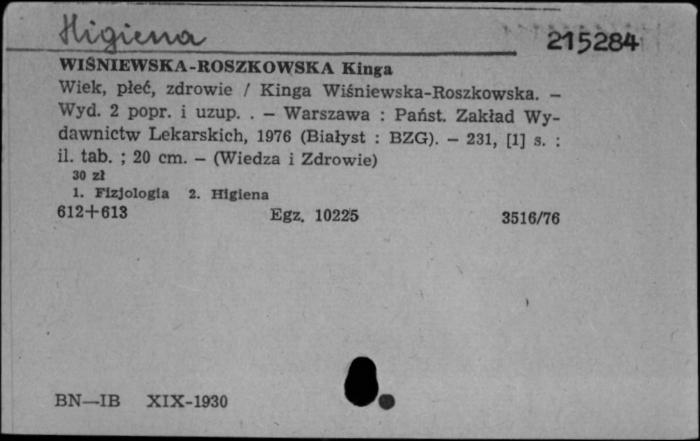 Higiena
215284
WIŚNIEWSKA-ROSZKOWSKA Kinga
Wiek, płeć, zdrowie / Kinga Wiśniewska-Roszkowska. —
Wyd. 2 popr. i uzup. . — Warszawa : Państ. Zakład Wy-
dawnictw Lekarskich, 1976 (Białyst : BZG). — 231, [1] s. :
il. tab. ; 20 cm. — (Wiedza i Zdrowie)
30 zł
1. Fizjologia 2. Higiena
612+613 Egz. 10225 3516/76
BN—IB XIX-1930